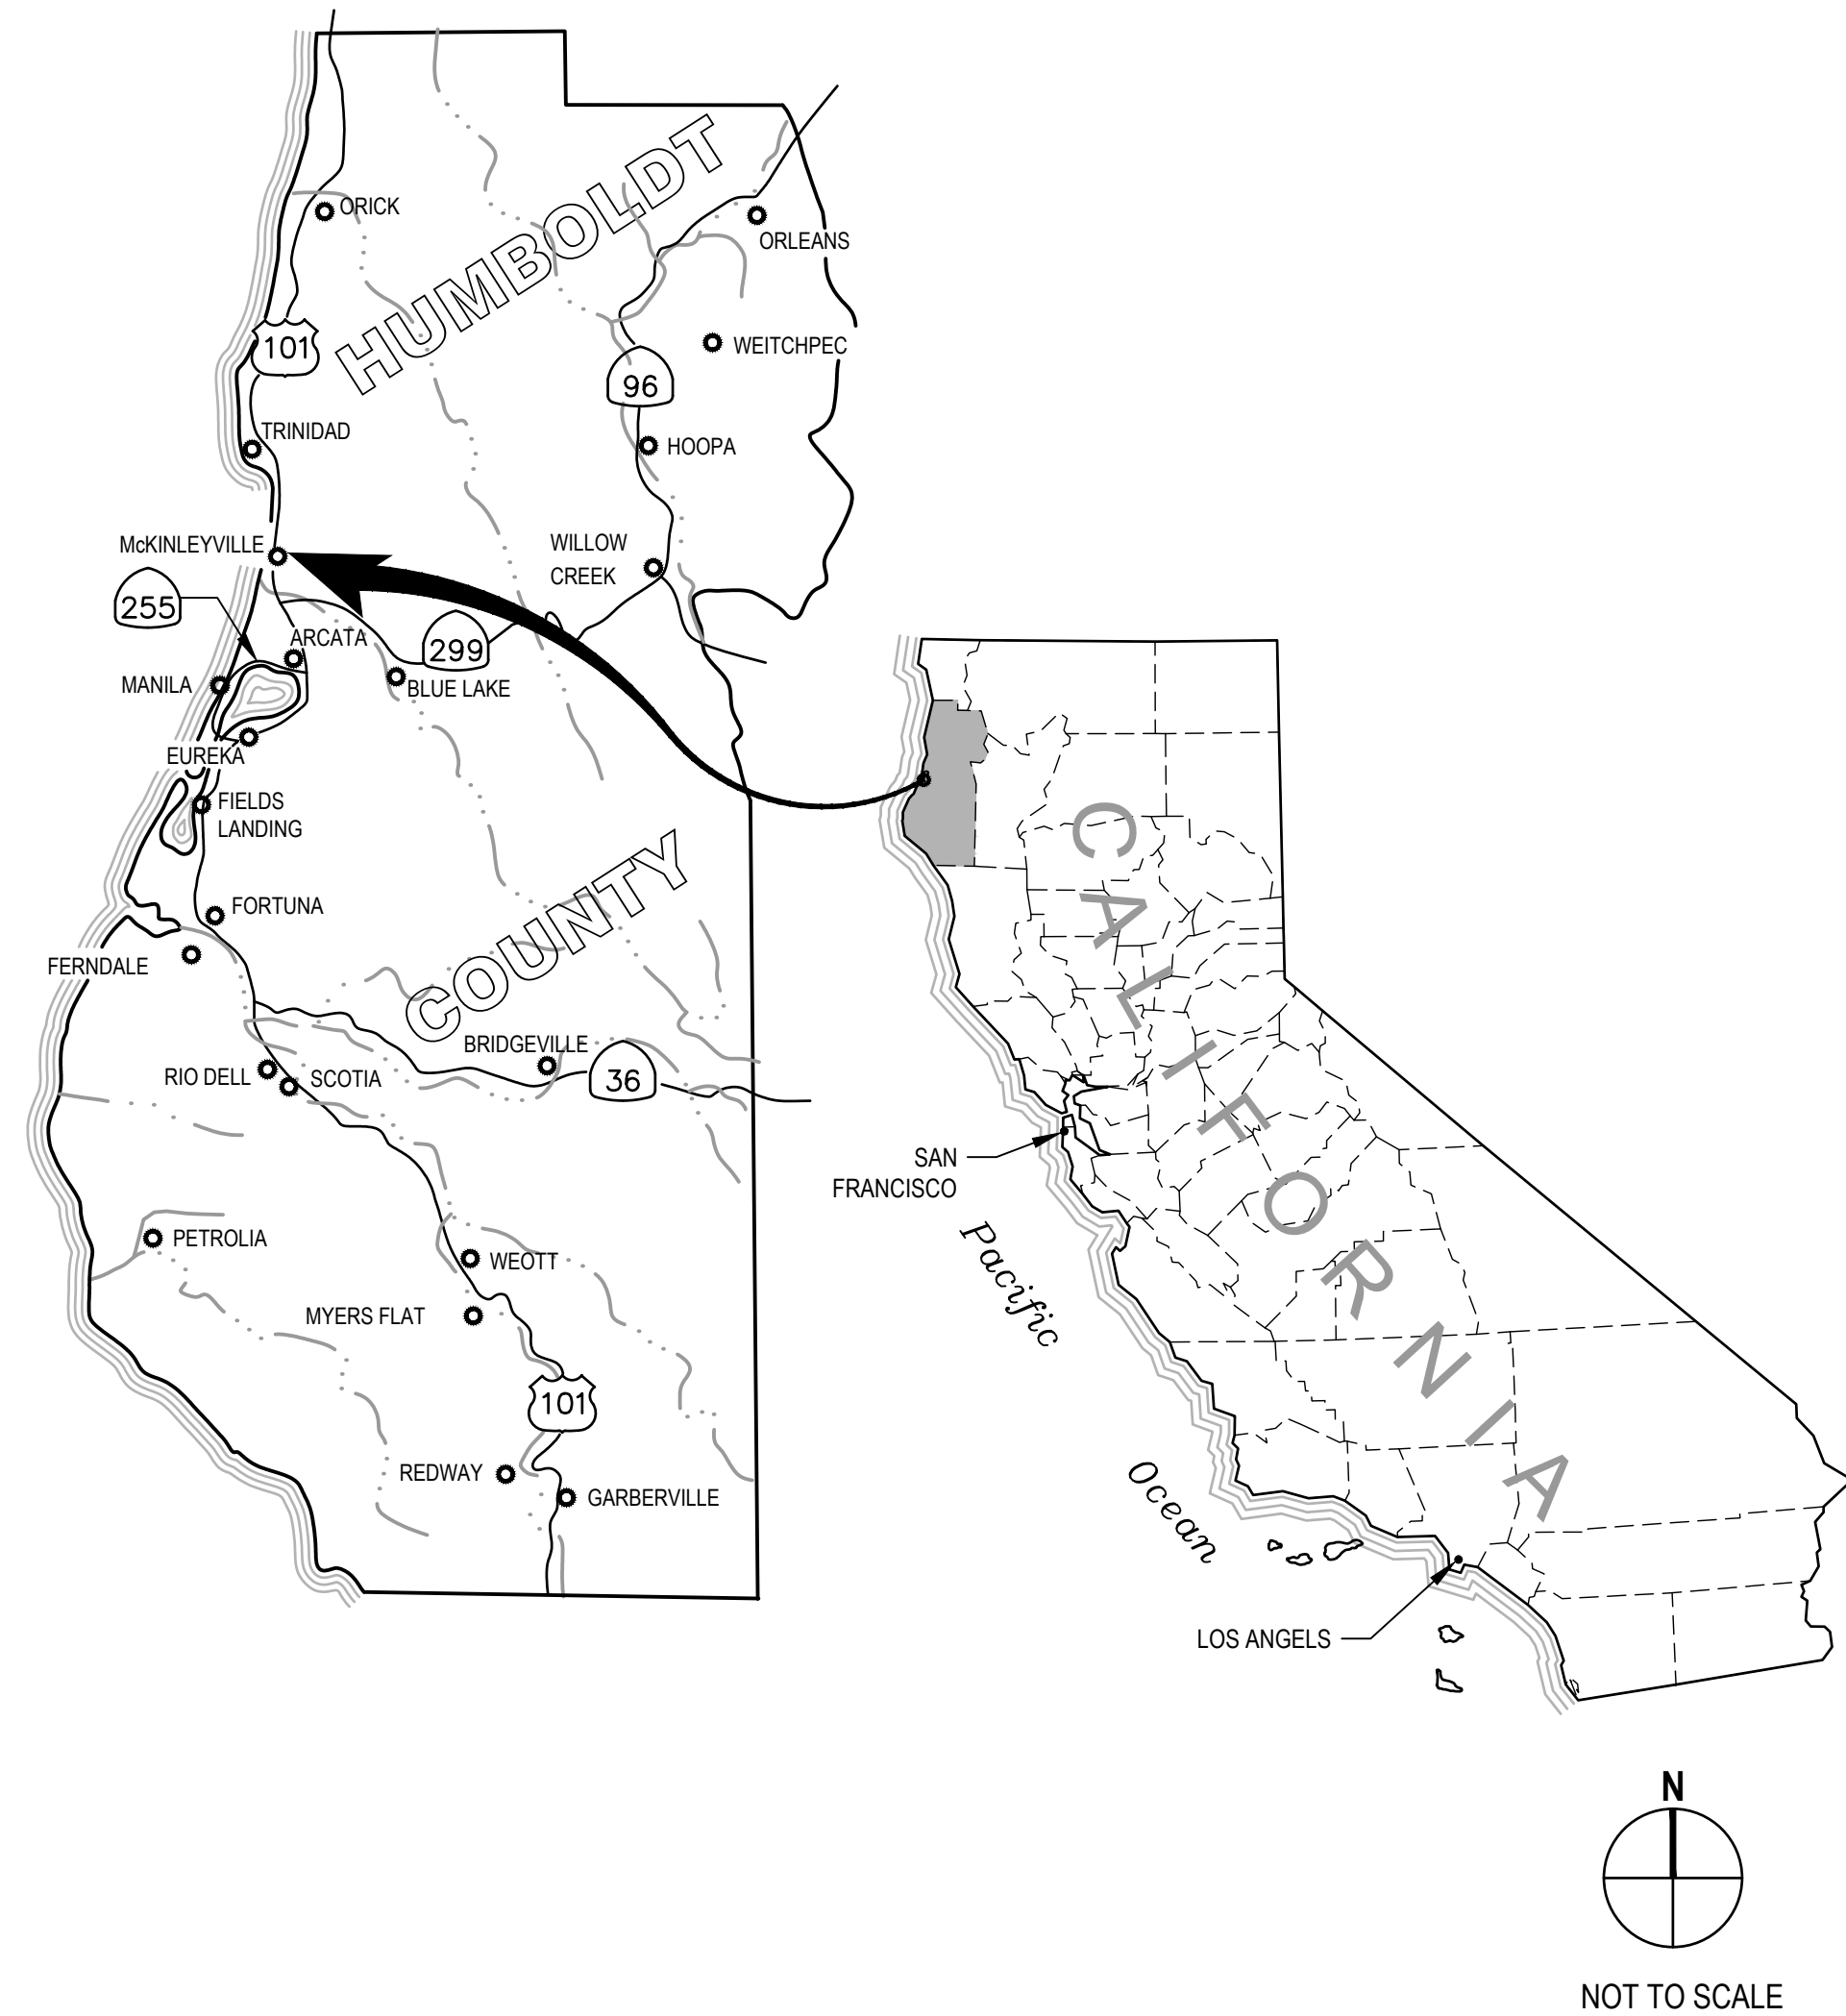 HUMBOLDT
ORICK
ORLEANS
101
WEITCHPEC
96
TRINIDAD
HOOPA
McKINLEYVILLE
WILLOW
CREEK
255
ARCATA
299
MANILA
BLUE LAKE
EUREKA
FIELDS
LANDING
COUNTY
FORTUNA
FERNDALE
BRIDGEVILLE
RIO DELL
SCOTIA
36
PETROLIA
WEOTT
MYERS FLAT
101
REDWAY
GARBERVILLE
CALIFORNIA
SAN
FRANCISCO
Pacific
Ocean
LOS ANGELS
N
NOT TO SCALE